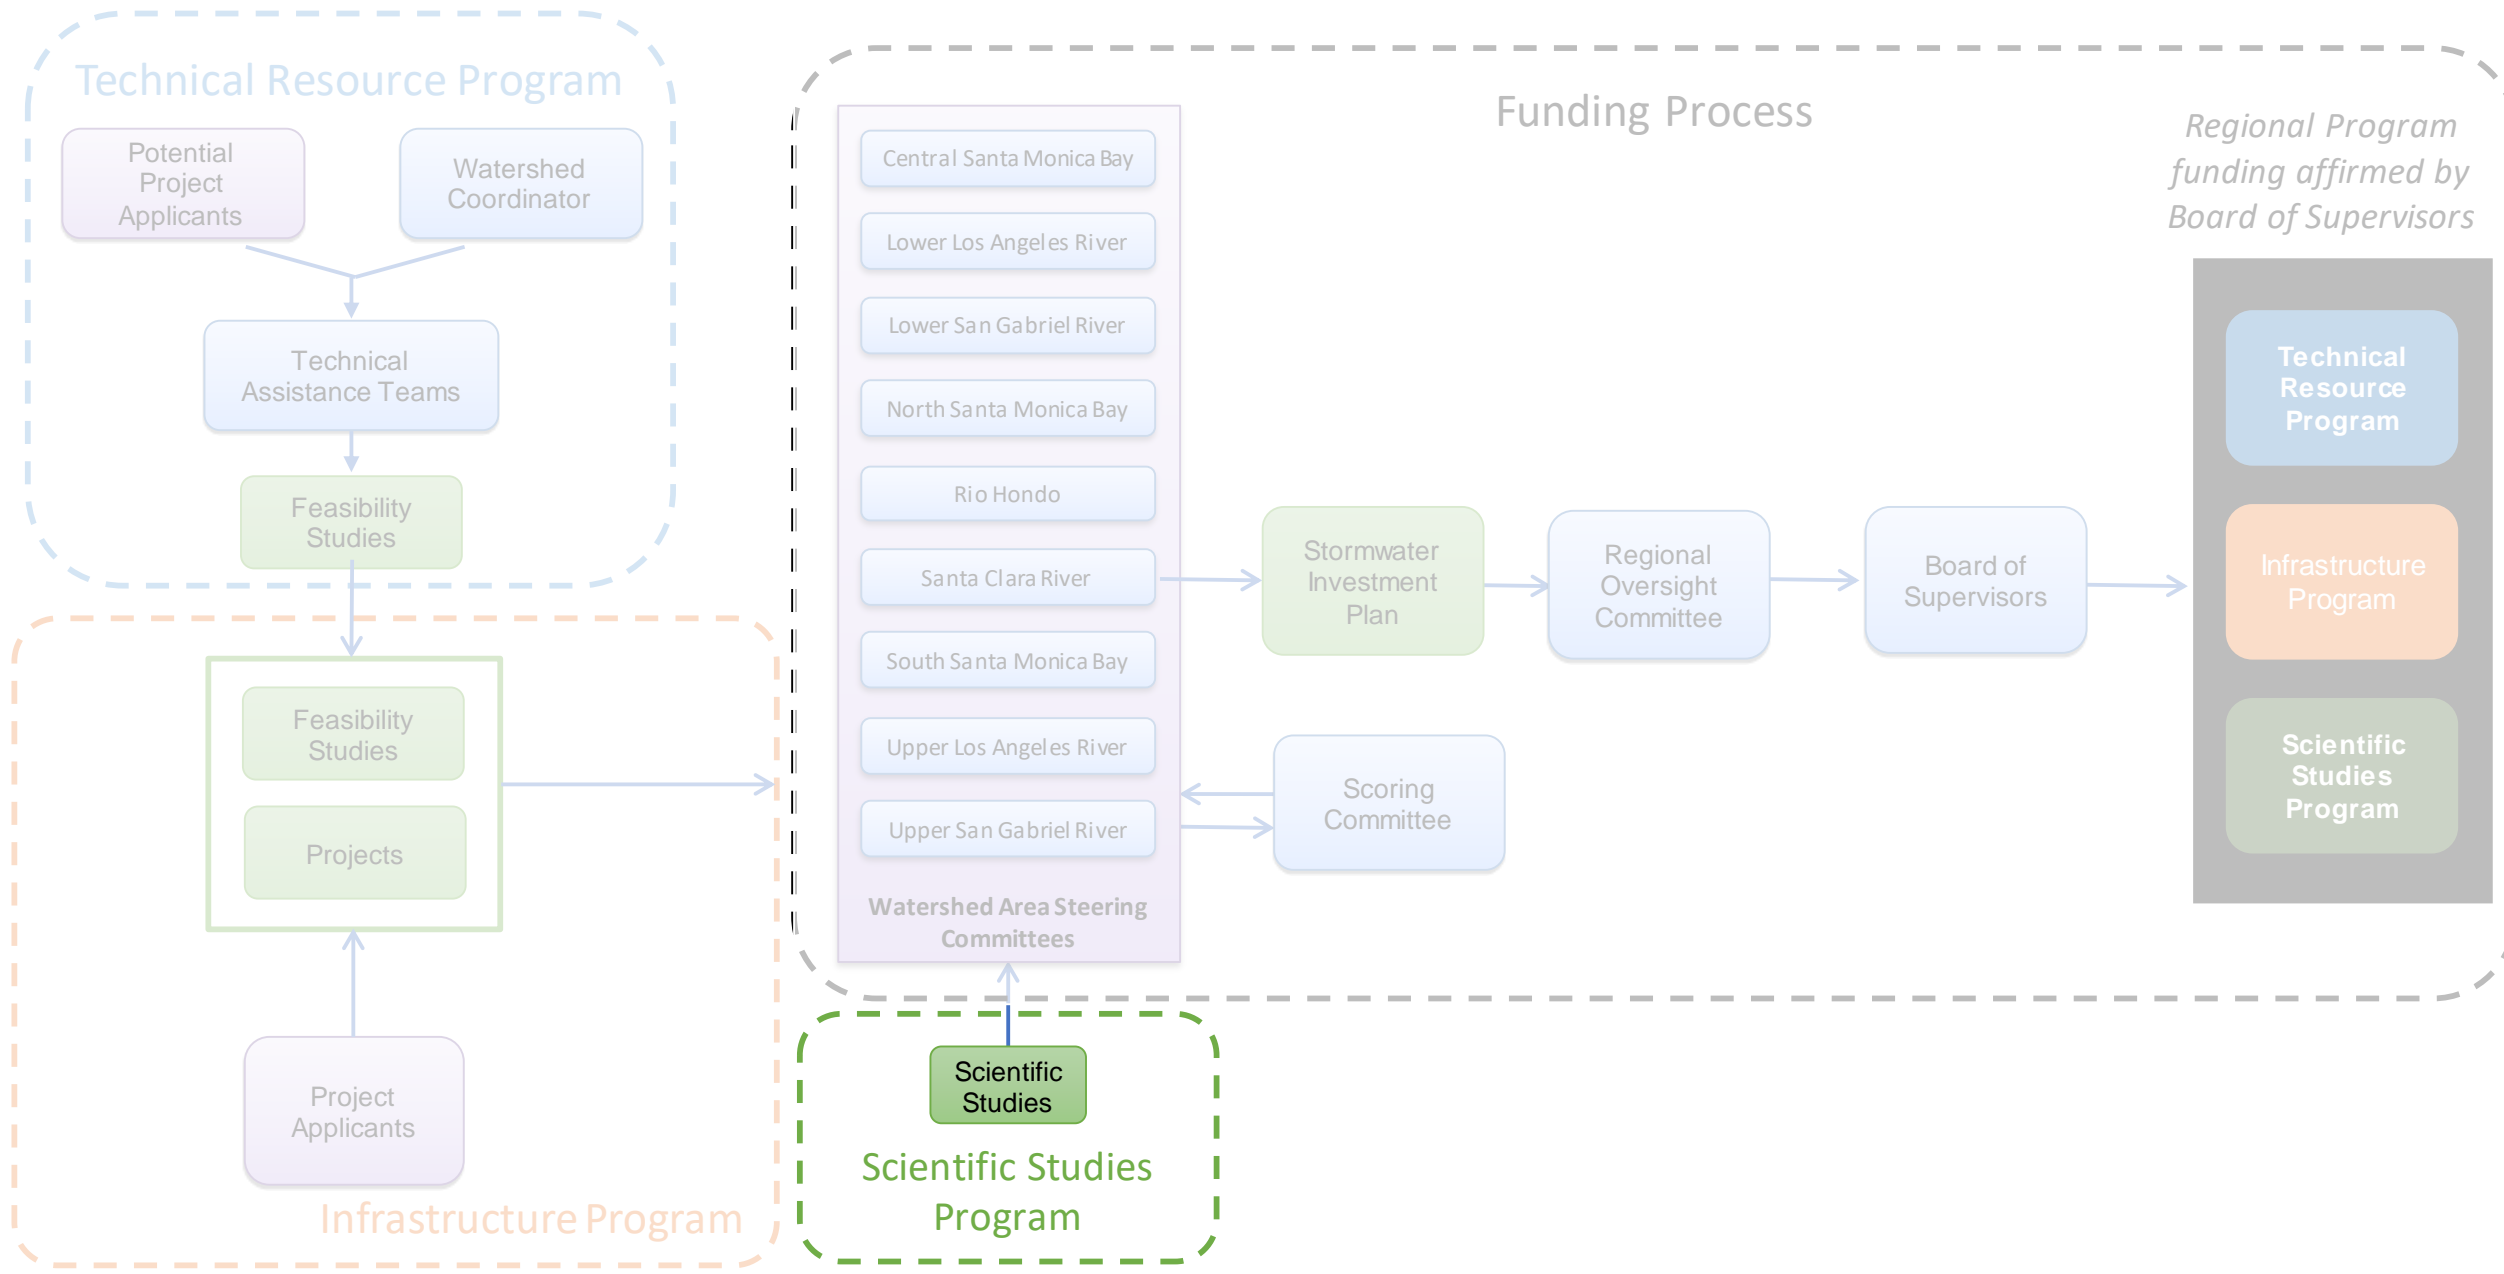 Technical Resource Program
Potential
Project
Applicants
Watershed
Coordinator
Technical
Assistance Teams
Feasibility
Studies
Feasibility
Studies
Projects
Project
Applicants
Infrastructure Program
Funding Process
Central Santa Monica Bay
Lower Los Angeles River
Lower San Gabriel River
North Santa Monica Bay
Rio Hondo
Santa Clara River
South Santa Monica Bay
Upper Los Angeles River
Upper San Gabriel River
Watershed Area Steering
Committees
Stormwater
Investment
Plan
Regional
Oversight
Committee
Board of
Supervisors
Scoring
Committee
Regional Program
funding affirmed by
Board of Supervisors
Technical
Resource
Program
Infrastructure
Program
Scientific
Studies
Program
Scientific
Studies
Scientific Studies
Program